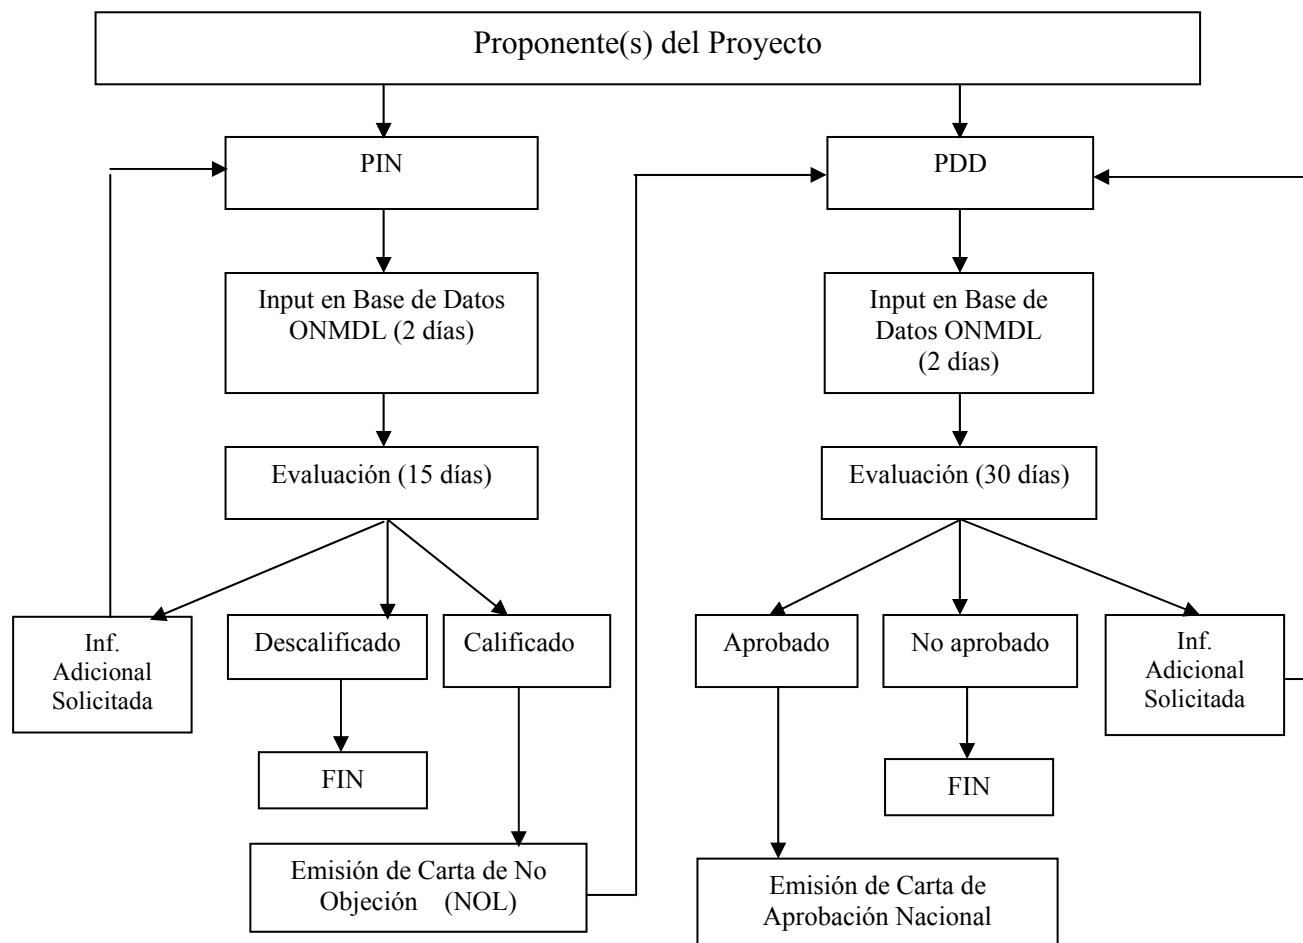 Proponente(s) del Proyecto
PIN
PDD
Input en Base de Datos
ONMDL (2 días)
Input en Base de
Datos ONMDL
(2 días)
Evaluación (15 días)
Evaluación (30 días)
Inf.
Adicional
Solicitada
Descalificado
Calificado
Aprobado
No aprobado
Inf.
Adicional
Solicitada
FIN
FIN
Emisión de Carta de No
Objeción (NOL)
Emisión de Carta de
Aprobación Nacional